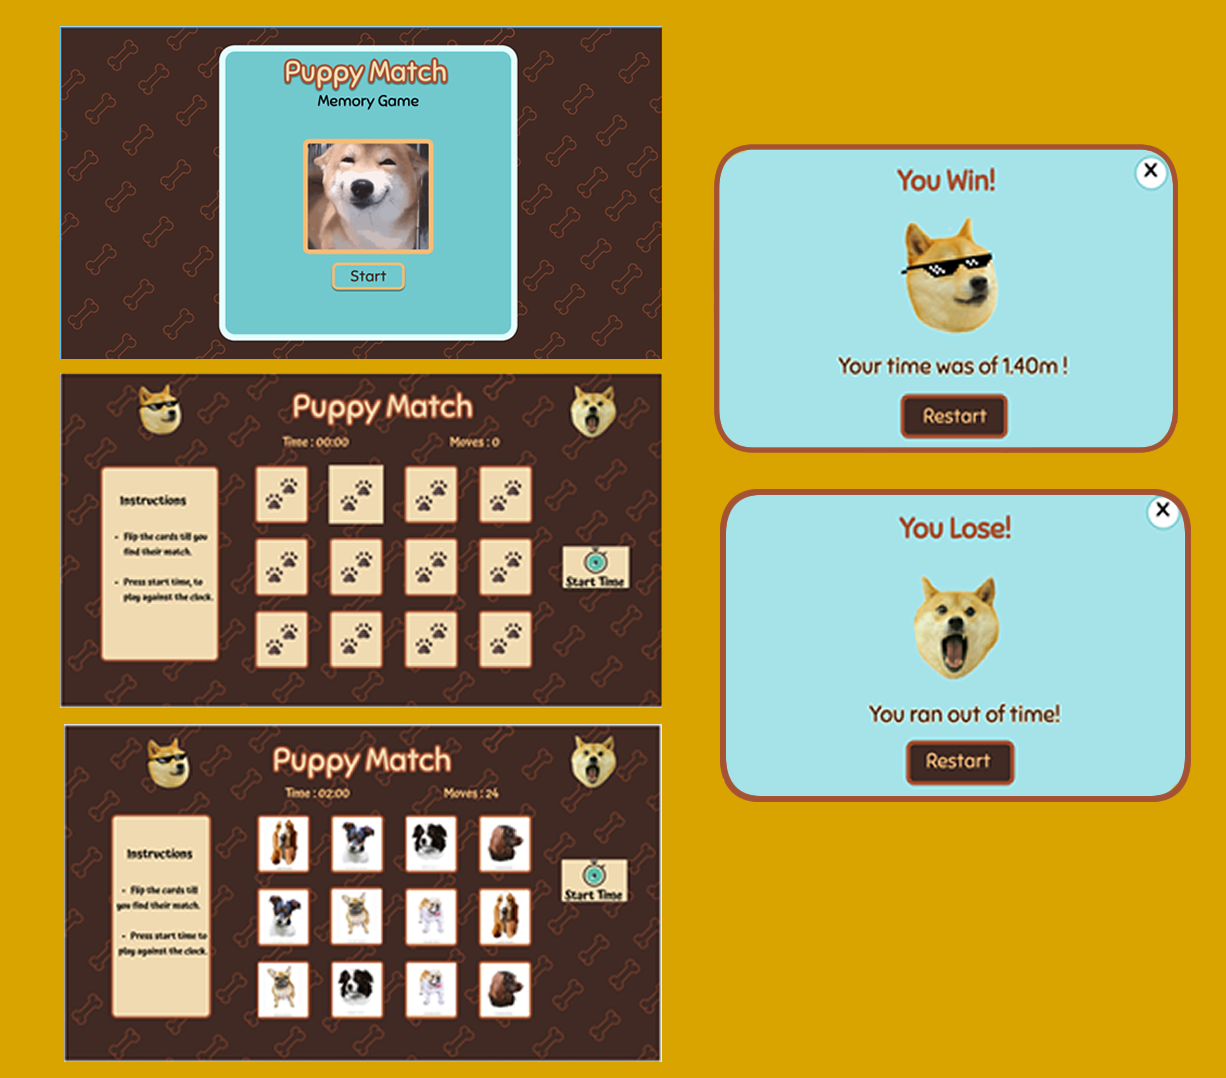 Puppy Match
Memory Game
Start
Puppy Match
Time : 00:00
Moves : 0
Instructions
- Flip the cards till you
find their match.
- Press start time, to
play against the clock.
Start Time
Puppy Match
Time : 02:00
Moves : 24
Instructions
- Flip the cards till
you find their match.
- Press start time to
play against the clock.
Start Time
X
You Win!
Your time was of 1.40m !
Restart
X
You Lose!
You ran out of time!
Restart